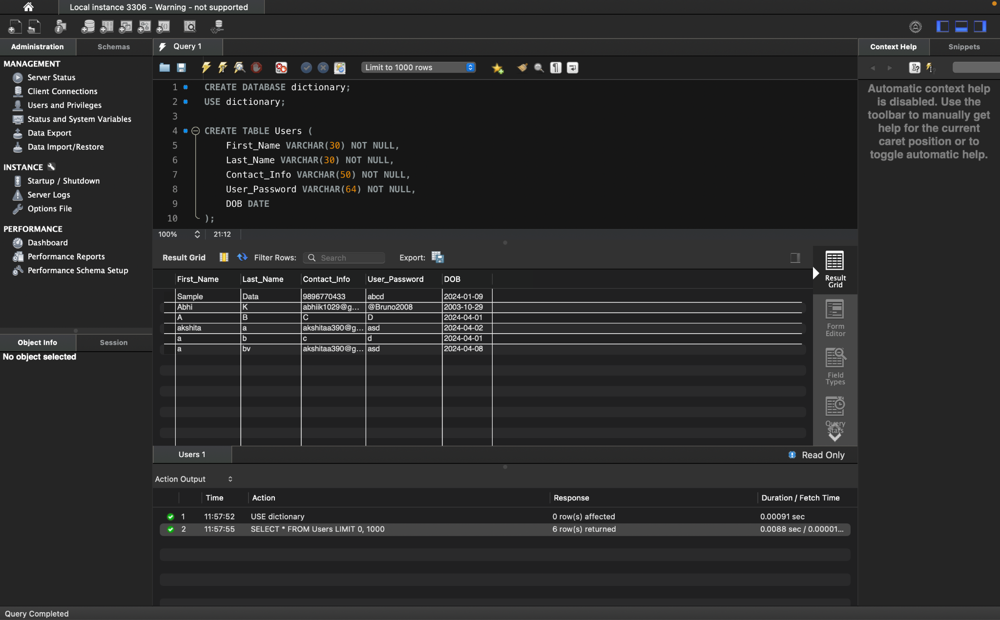 Local instance 3306 - Warning - not supported
Administration
Schemas
MANAGEMENT
Server Status
Client Connections
Users and Privileges
Status and System Variables
Data Export
Data Import/Restore
INSTANCE
Startup / Shutdown
Server Logs
Options File
PERFORMANCE
Dashboard
Performance Reports
Performance Schema Setup
Object Info
Session
No object selected
Query 1
Limit to 1000 rows
1 CREATE DATABASE dictionary;
2 USE dictionary;
3
4 CREATE TABLE Users (
5 First_Name VARCHAR(30) NOT NULL,
6 Last_Name VARCHAR(30) NOT NULL,
7 Contact_Info VARCHAR(50) NOT NULL,
8 User_Password VARCHAR(64) NOT NULL,
9 DOB DATE
10 );
100% 21:12
Result Grid Filter Rows: Search Export:
First_Name Last_Name Contact_Info User_Password DOB
Sample Data 9896770433 abcd 2024-01-09
Abhi K abhiik1029@g... @Bruno2008 2003-10-29
A B C D 2024-04-01
akshita a akshitaa390@g... asd 2024-04-02
a b c d 2024-04-01
a bv akshitaa390@g... asd 2024-04-08
Result
Grid
Form
Editor
Field
Types
Query
Stats
Users 1
Read Only
Action Output
Time Action Response Duration / Fetch Time
1 11:57:52 USE dictionary 0 row(s) affected 0.00091 sec
2 11:57:55 SELECT * FROM Users LIMIT 0, 1000 6 row(s) returned 0.0088 sec / 0.00001...
Context Help
Snippets
Automatic context help
is disabled. Use the
toolbar to manually get
help for the current
caret position or to
toggle automatic help.
Query Completed